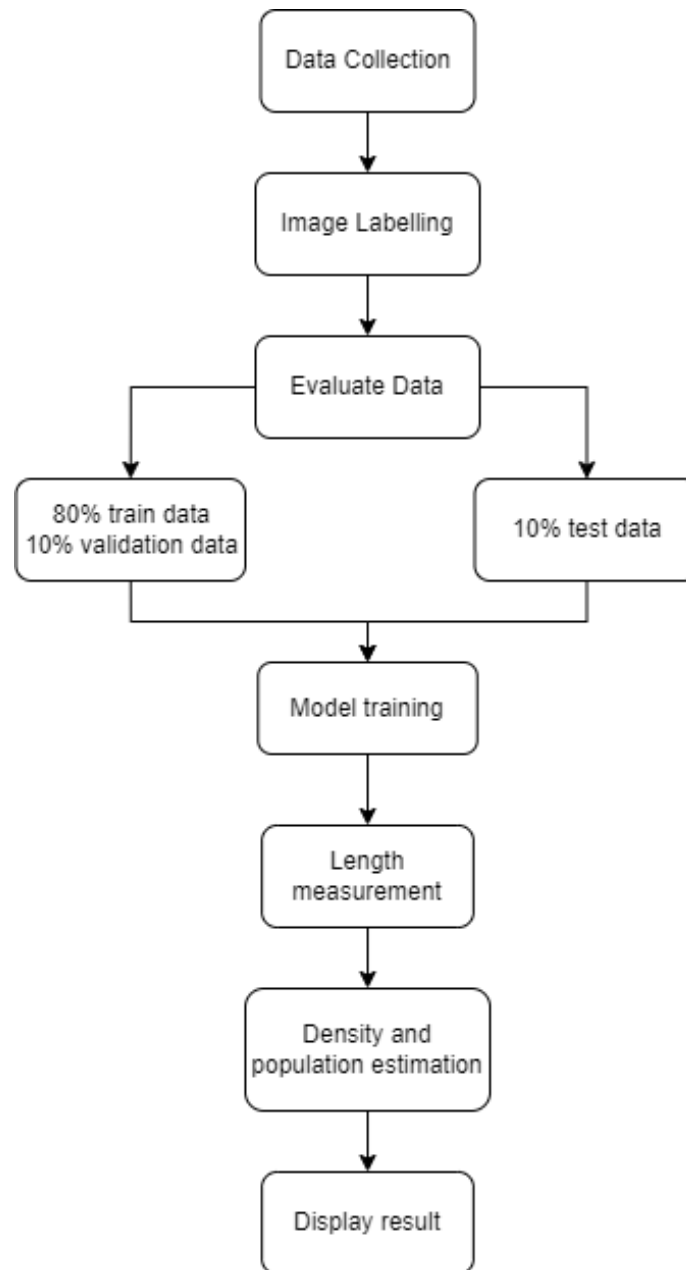 Data Collection
Image Labelling
Evaluate Data
80% train data
10% validation data
10% test data
Model training
Length
measurement
Density and
population estimation
Display result